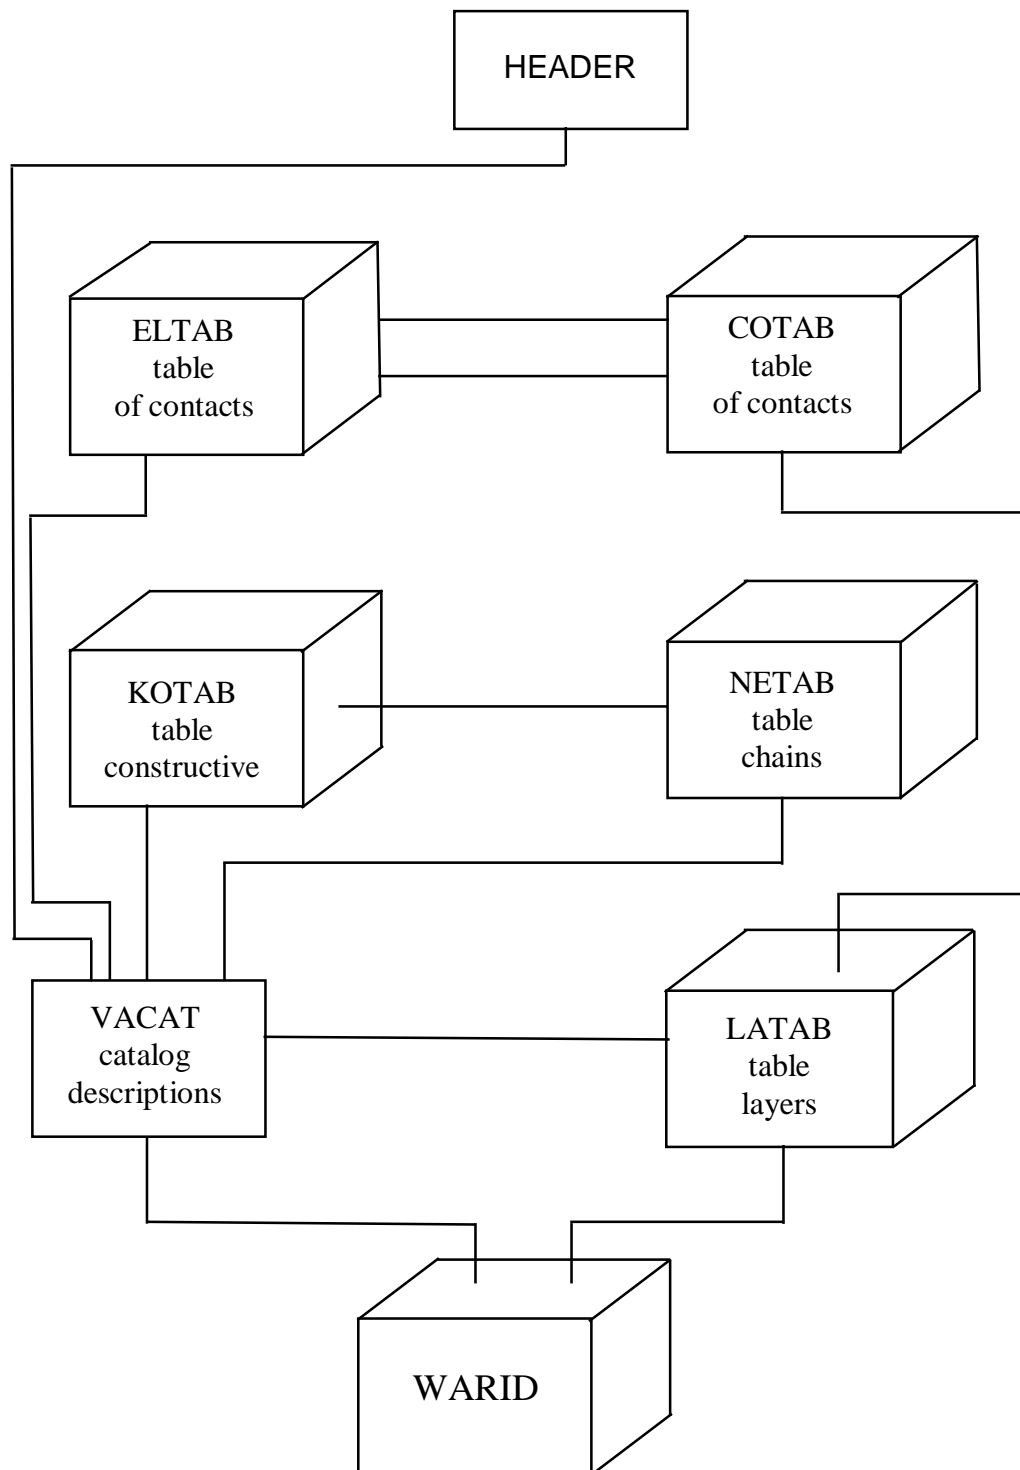 HEADER
ELTAB
table
of contacts
COTAB
table
of contacts
KOTAB
table
constructive
NETAB
table
chains
VACAT
catalog
descriptions
LATAB
table
layers
WARID